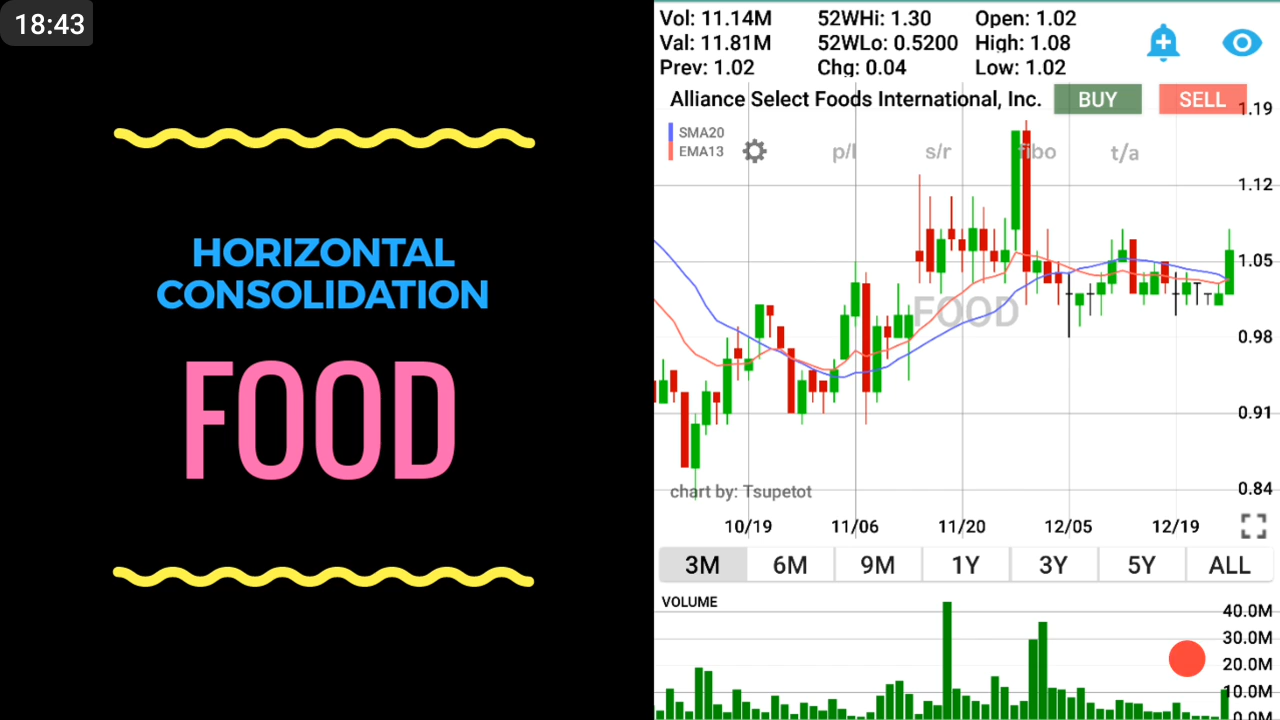 18:43
HORIZONTAL
CONSOLIDATION
FOOD
Vol: 11.14M 52WHi: 1.30 Open: 1.02
Val: 11.81M 52WLo: 0.5200 High: 1.08
Prev: 1.02 Chg: 0.04 Low: 1.02
Alliance Select Foods International, Inc. BUY SELL
1.19
SMA20
EMA13
p/l s/r fibo t/a
1.12
1.05
FOOD
0.98
0.91
0.84
chart by: Tsupetot
10/19 11/06 11/20 12/05 12/19
3M 6M 9M 1Y 3Y 5Y ALL
VOLUME
40.0M
30.0M
20.0M
10.0M
0.0M